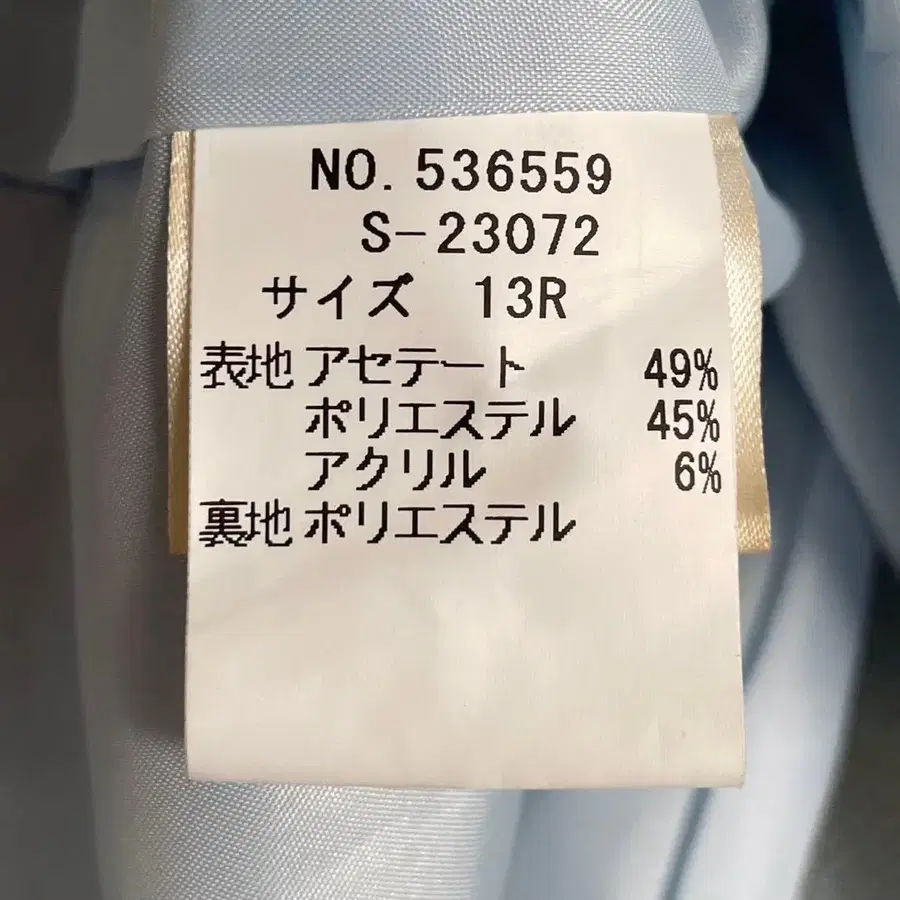 NO. 536559
S-23072
サイズ 13R
表地 アセテート 49%
ポリエステル 45%
アクリル 6%
裏地 ポリエステル